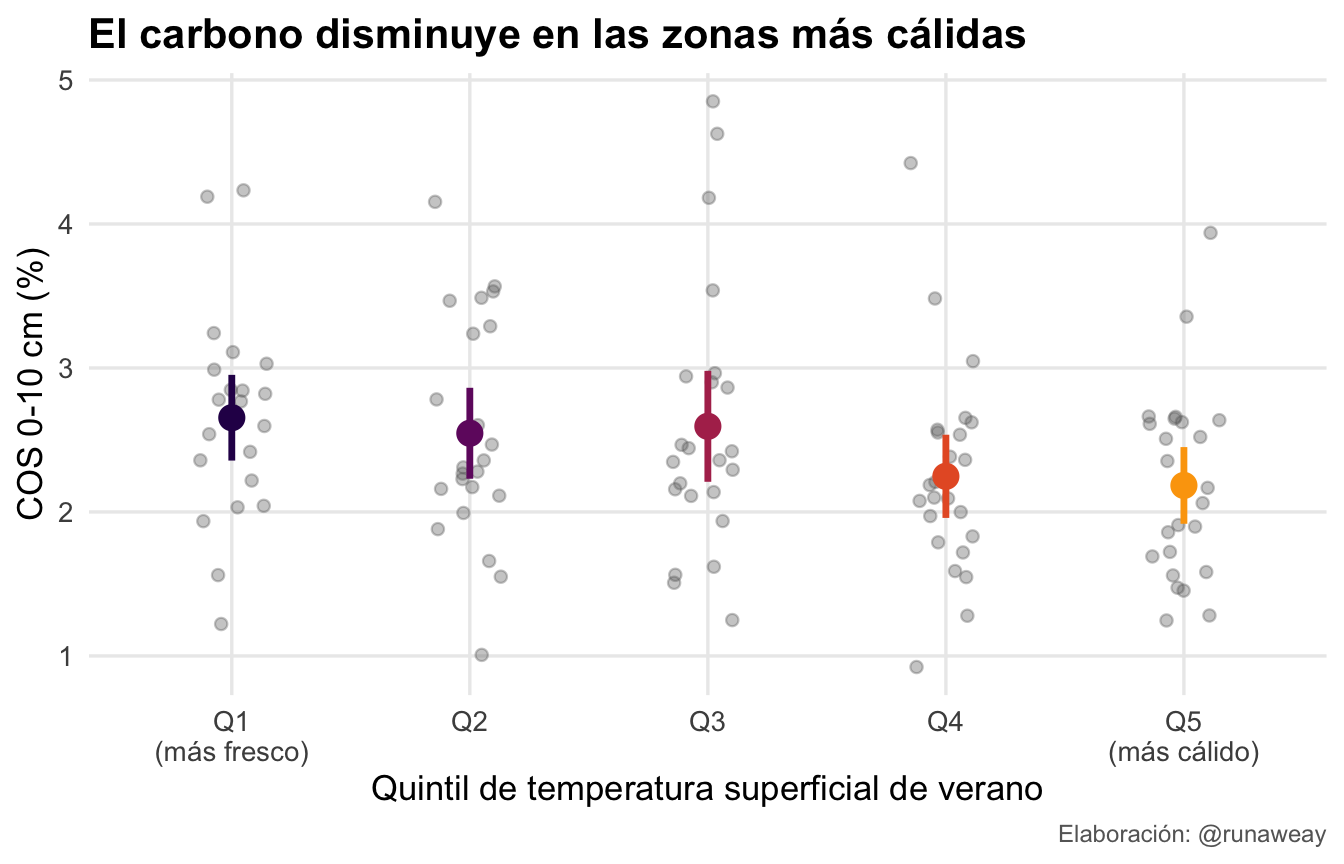 El carbono disminuye en las zonas más cálidas
COS 0-10 cm (%)
5
4
3
2
1
Q1
(más fresco)
Q2
Q3
Q4
Q5
(más cálido)
Quintil de temperatura superficial de verano
Elaboración: @runaweay